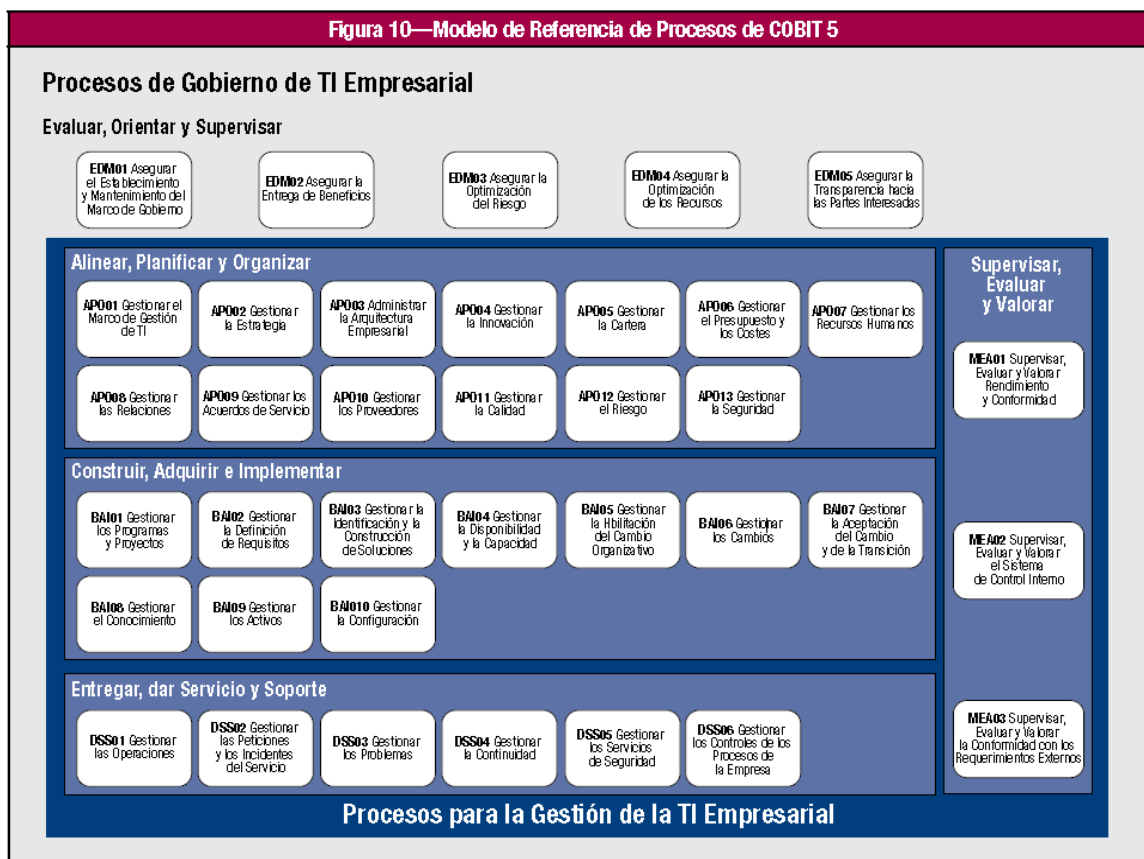 Figura 10—Modelo de Referencia de Procesos de COBIT 5
Procesos de Gobierno de TI Empresarial
Evaluar, Orientar y Supervisar
EDM01 Asegurar
el Establecimiento
y Mantenimiento del
Marco de Gobierno
EDM02 Asegurar la
Entrega de Beneficios
EDM03 Asegurar la
Optimización
del Riesgo
EDM04 Asegurar la
Optimización
de los Recursos
EDM05 Asegurar la
Transparencia hacia
las Partes Interesadas
Alinear, Planificar y Organizar
APO01 Gestionar el
Marco de Gestión
de TI
APO02 Gestionar
la Estrategia
APO03 Administrar
la Arquitectura
Empresarial
APO04 Gestionar
la Innovación
APO05 Gestionar
la Cartera
APO06 Gestionar
el Presupuesto y
los Costes
APO07 Gestionar los
Recursos Humanos
APO08 Gestionar
las Relaciones
APO09 Gestionar los
Acuerdos de Servicio
APO10 Gestionar
los Proveedores
APO11 Gestionar
la Calidad
APO12 Gestionar
el Riesgo
APO13 Gestionar
la Seguridad
Construir, Adquirir e Implementar
BAI01 Gestionar
los Programas
y Proyectos
BAI02 Gestionar
la Definición
de Requisitos
BAI03 Gestionar la
Identificación y la
Construcción
de Soluciones
BAI04 Gestionar
la Disponibilidad
y la Capacidad
BAI05 Gestionar
la Hbilitación
del Cambio
Organizativo
BAI06 Gestionar
los Cambios
BAI07 Gestionar
la Aceptación
del Cambio
y de la Transición
BAI08 Gestionar
el Conocimiento
BAI09 Gestionar
los Activos
BAI010 Gestionar
la Configuración
Entregar, dar Servicio y Soporte
DSS01 Gestionar
las Operaciones
DSS02 Gestionar
las Peticiones
y los Incidentes
del Servicio
DSS03 Gestionar
los Problemas
DSS04 Gestionar
la Continuidad
DSS05 Gestionar
los Servicios
de Seguridad
DSS06 Gestionar
los Controles de los
Procesos de
la Empresa
Supervisar,
Evaluar
y Valorar
MEA01 Supervisar,
Evaluar y Valorar
Rendimiento
y Conformidad
MEA02 Supervisar,
Evaluar y Valorar
el Sistema
de Control Interno
MEA03 Supervisar,
Evaluar y Valorar
la Conformidad con los
Requerimientos Externos
Procesos para la Gestión de la TI Empresarial